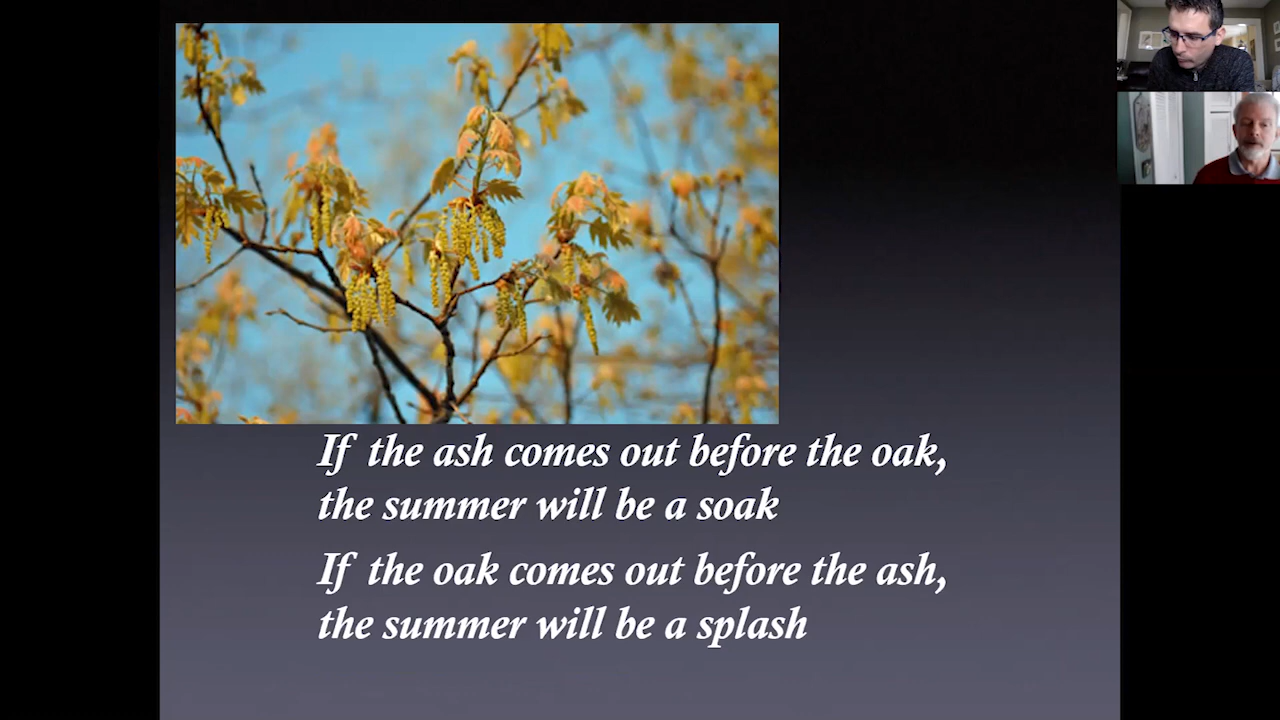 If the ash comes out before the oak,
the summer will be a soak
If the oak comes out before the ash,
the summer will be a splash